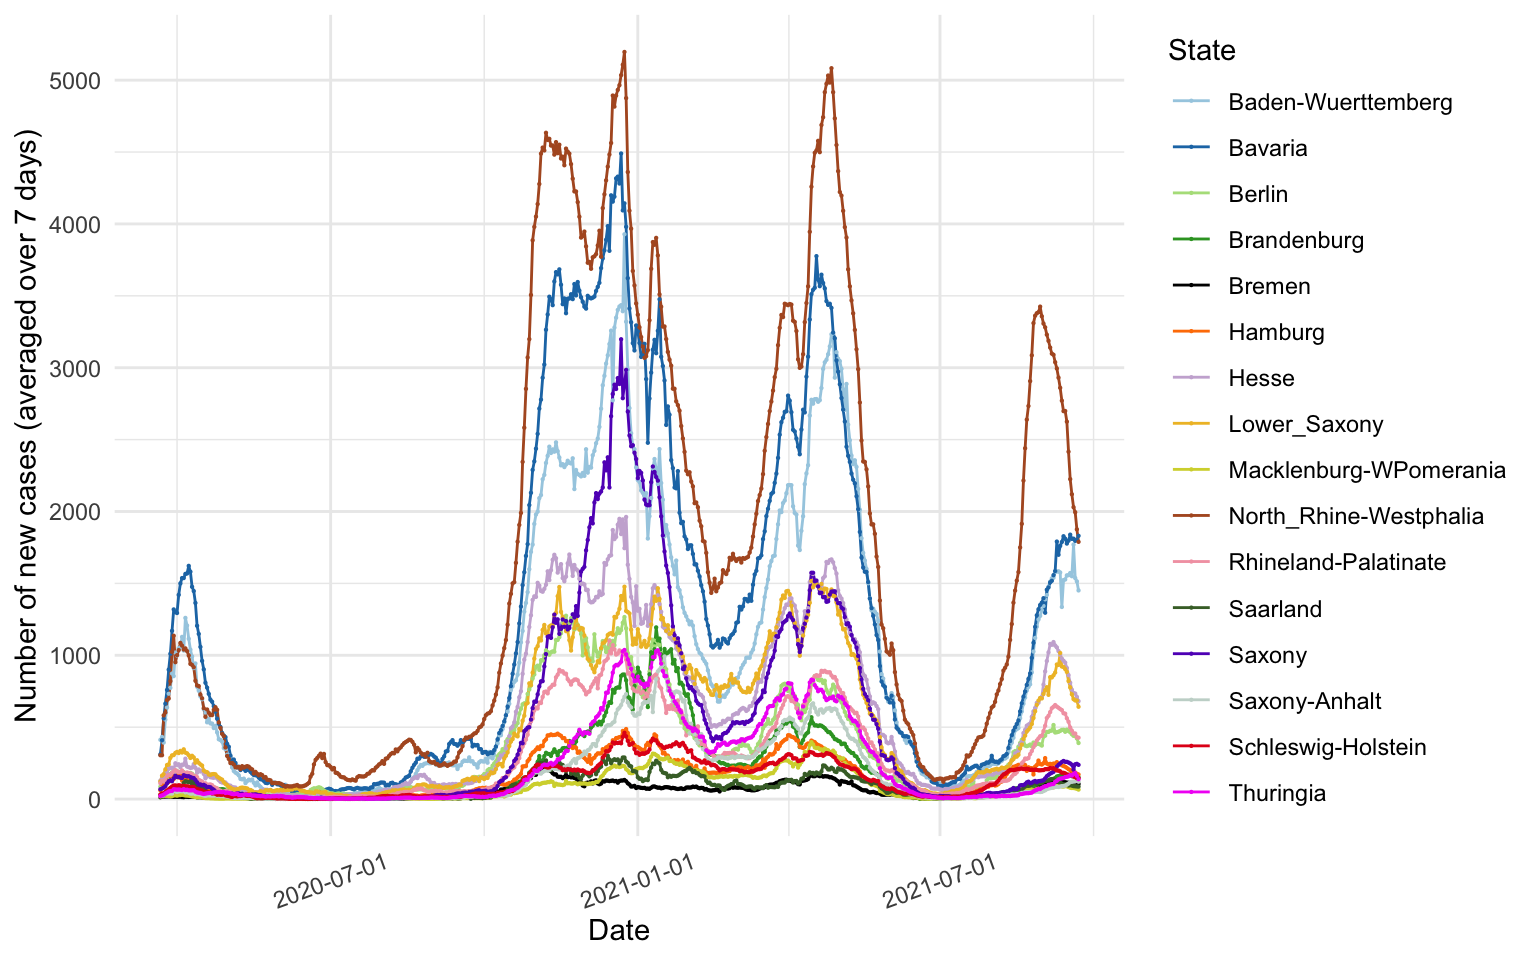 Number of new cases (averaged over 7 days)
5000
4000
3000
2000
1000
0
2020-07-01
2021-01-01
2021-07-01
Date
State
Baden-Wuerttemberg
Bavaria
Berlin
Brandenburg
Bremen
Hamburg
Hesse
Lower_Saxony
Macklenburg-WPomerania
North_Rhine-Westphalia
Rhineland-Palatinate
Saarland
Saxony
Saxony-Anhalt
Schleswig-Holstein
Thuringia